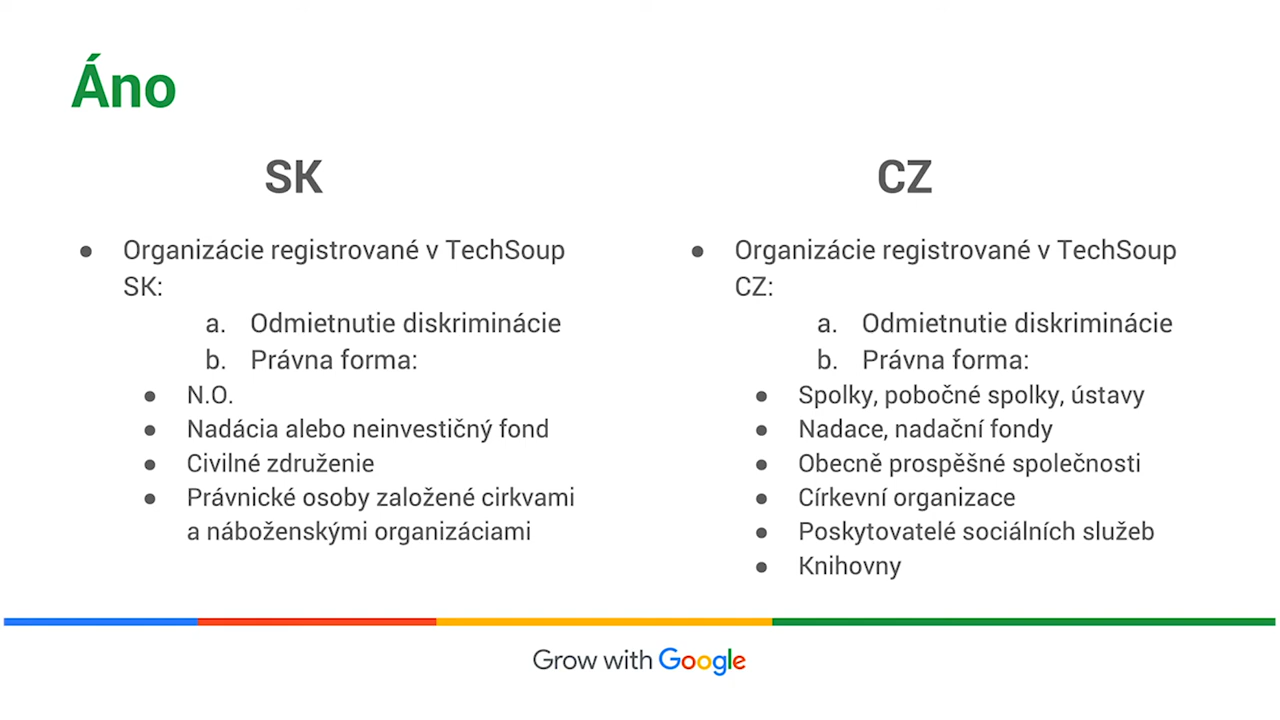 Áno
SK
● Organizácie registrované v TechSoup
SK:
a. Odmietnutie diskriminácie
b. Právna forma:
● N.O.
● Nadácia alebo neinvestičný fond
● Civilné združenie
● Právnické osoby založené cirkvami
a náboženskými organizáciami
CZ
● Organizácie registrované v TechSoup
CZ:
a. Odmietnutie diskriminácie
b. Právna forma:
● Spolky, pobočné spolky, ústavy
● Nadace, nadační fondy
● Obecně prospěšné společnosti
● Církevní organizace
● Poskytovatelé sociálních služeb
● Knihovny
Grow with Google